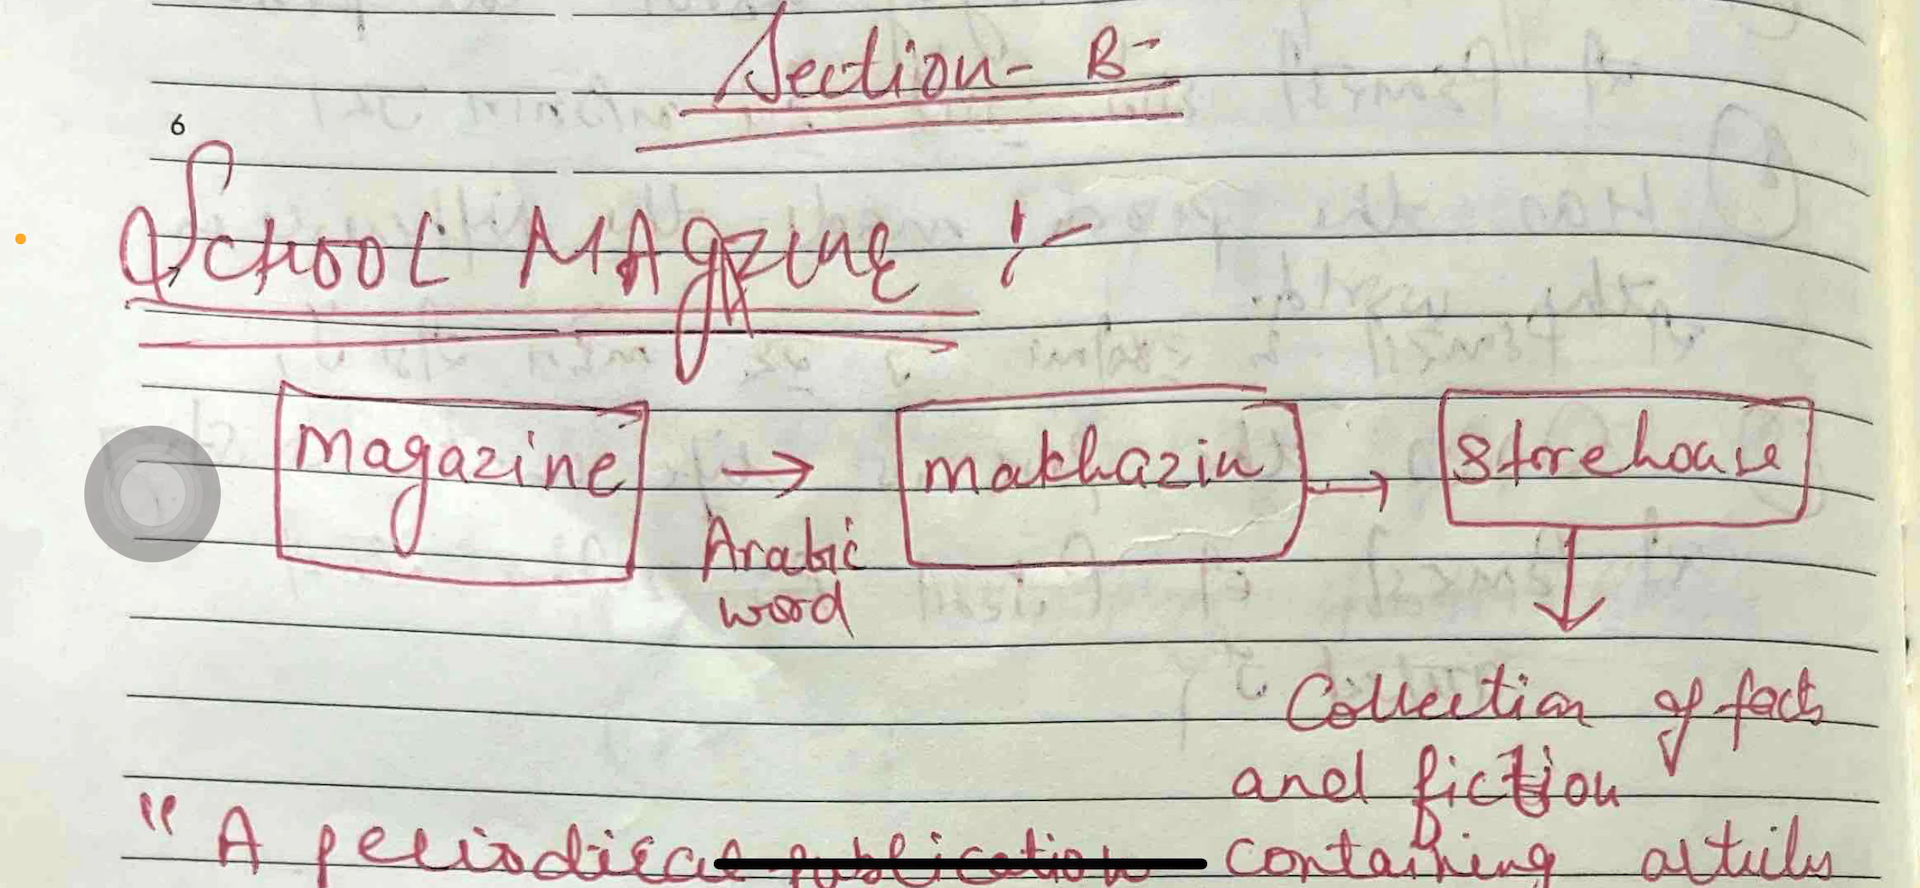 Section - B -
6
School MAgzine :-
Magazine → makhazin → Storehouse
Arabic
word
Collection of facts
and fiction
" A periodical publication containing articles